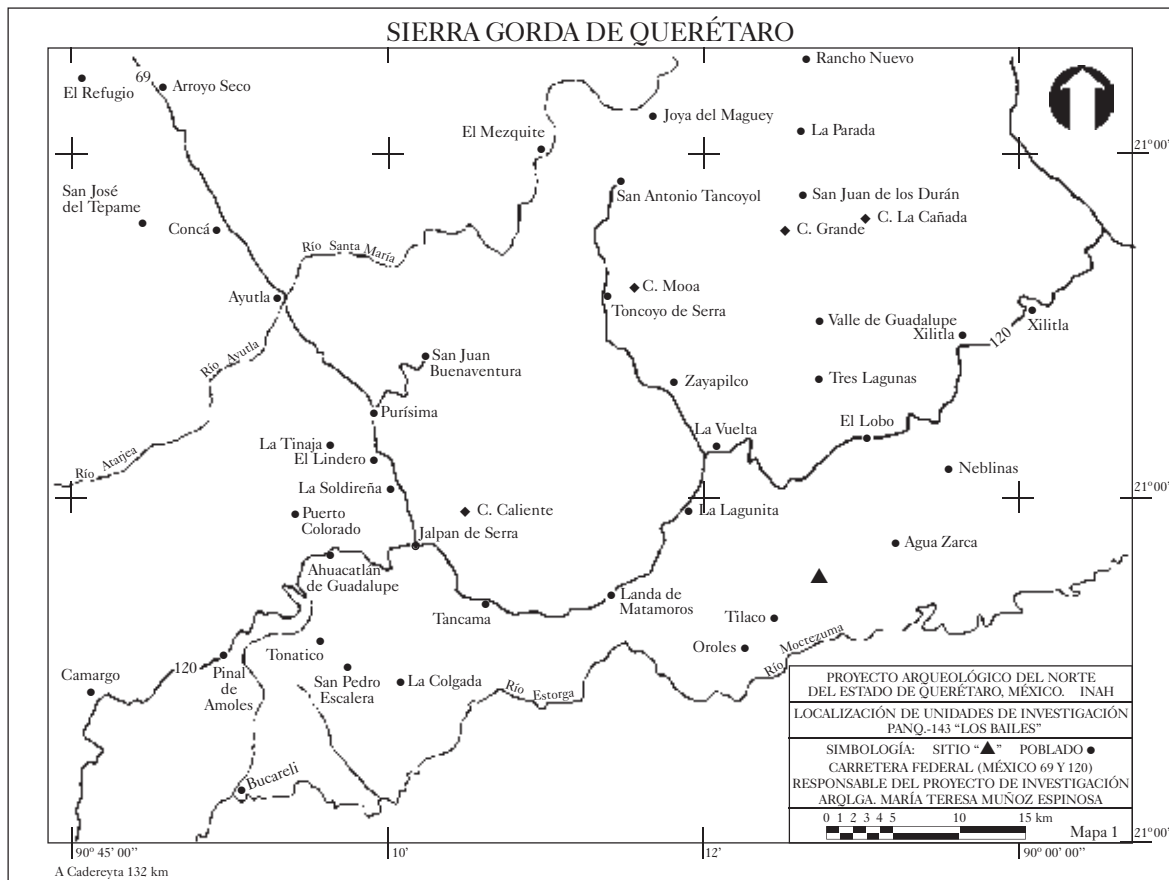 SIERRA GORDA DE QUERÉTARO
Rancho Nuevo
69
El Refugio
Arroyo Seco
Joya del Maguey
El Mezquite
La Parada
21º00’
San José
del Tepame
San Antonio Tancoyol
San Juan de los Durán
C. La Cañada
Concá
C. Grande
Río Santa María
C. Mooa
Ayutla
Toncoyo de Serra
Valle de Guadalupe
Xilitla
Xilitla
120
Río Ayutla
San Juan
Buenaventura
Zayapilco
Tres Lagunas
Purísima
El Lobo
La Vuelta
La Tinaja
El Lindero
Neblinas
Río Atarjea
La Soldireña
21º00’
Puerto
Colorado
C. Caliente
La Lagunita
Jalpan de Serra
Agua Zarca
Ahuacatlán
de Guadalupe
Landa de
Matamoros
Tancama
Tilaco
Río Moctezuma
Oroles
Tonatico
120
Pinal
de
Amoles
Camargo
San Pedro
Escalera
La Colgada
Río Estorga
Bucareli
PROYECTO ARQUEOLÓGICO DEL NORTE
DEL ESTADO DE QUERÉTARO, MÉXICO. INAH
LOCALIZACIÓN DE UNIDADES DE INVESTIGACIÓN
PANQ.-143 “LOS BAILES”
SIMBOLOGÍA: SITIO “▲” POBLADO ●
CARRETERA FEDERAL (MÉXICO 69 Y 120)
RESPONSABLE DEL PROYECTO DE INVESTIGACIÓN
ARQLGA. MARÍA TERESA MUÑOZ ESPINOSA
0 1 2 3 4 5 10 15 km
Mapa 1
21º00’
90º 45’ 00’’
10’
12’
90º 00’ 00’’
A Cadereyta 132 km